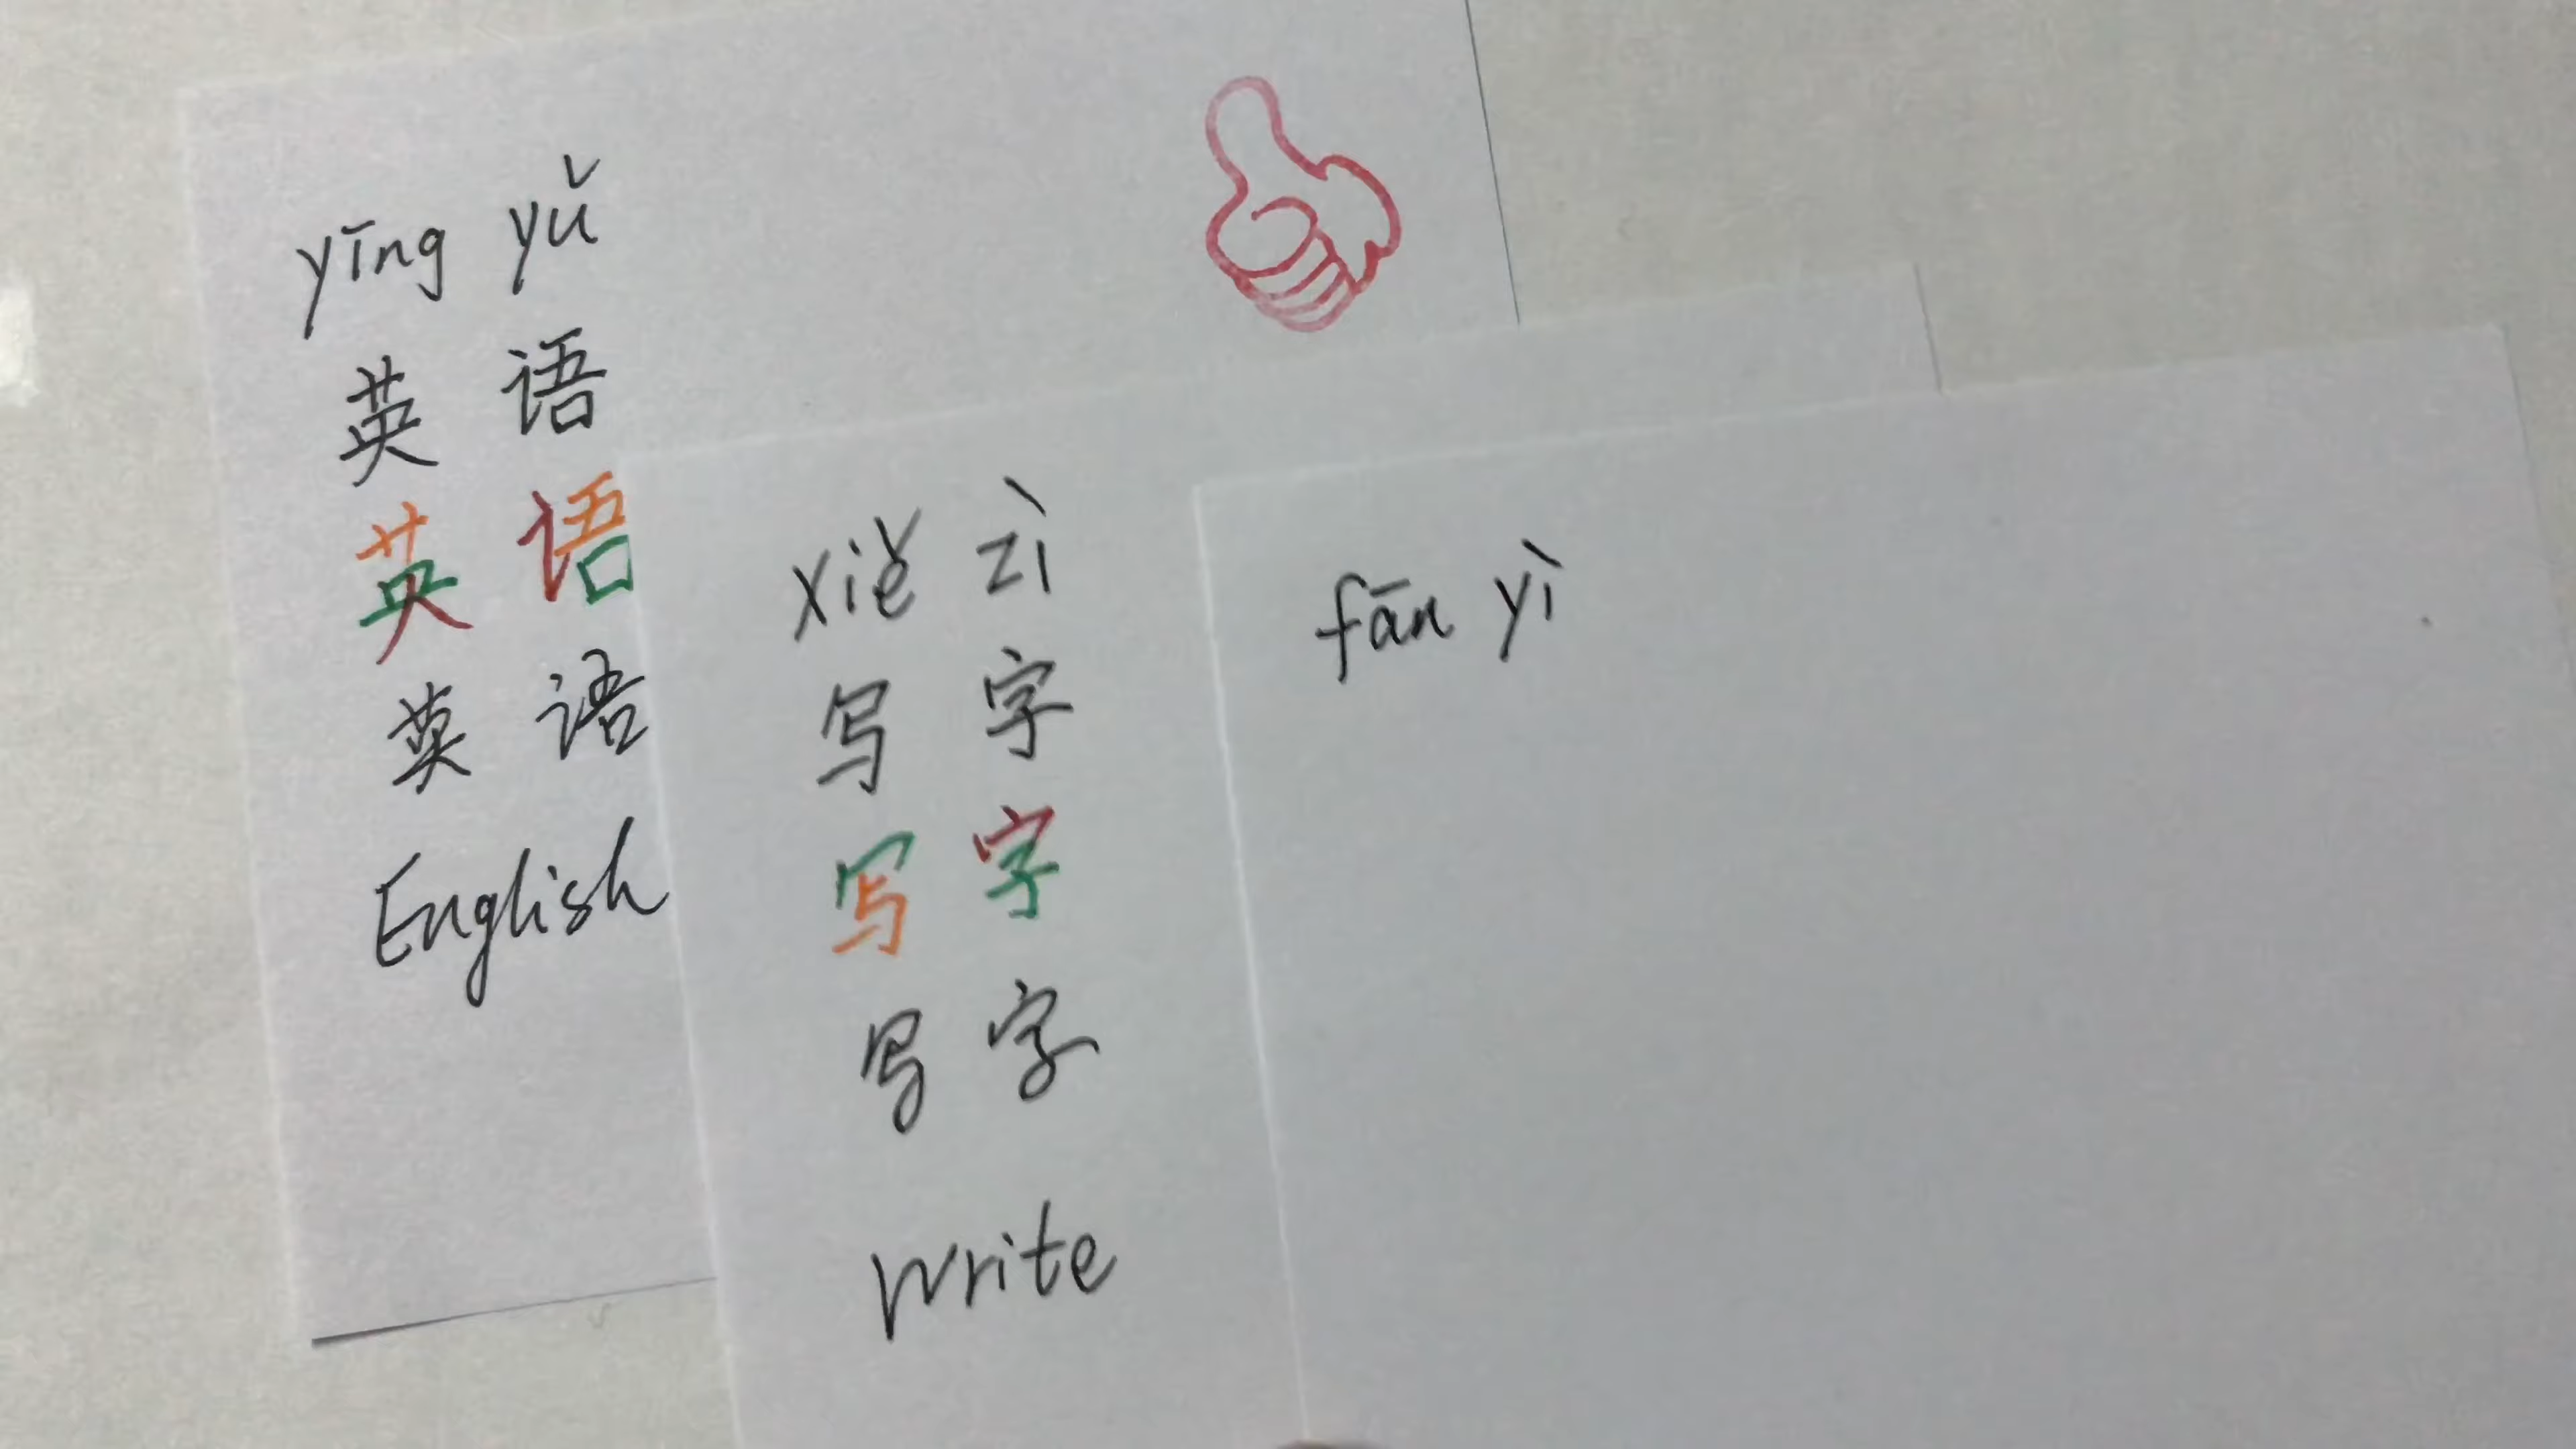 yīng yǔ
英 语
英 语
英 语
English
xiě zì
写 字
写 字
写 字
Write
fān yì